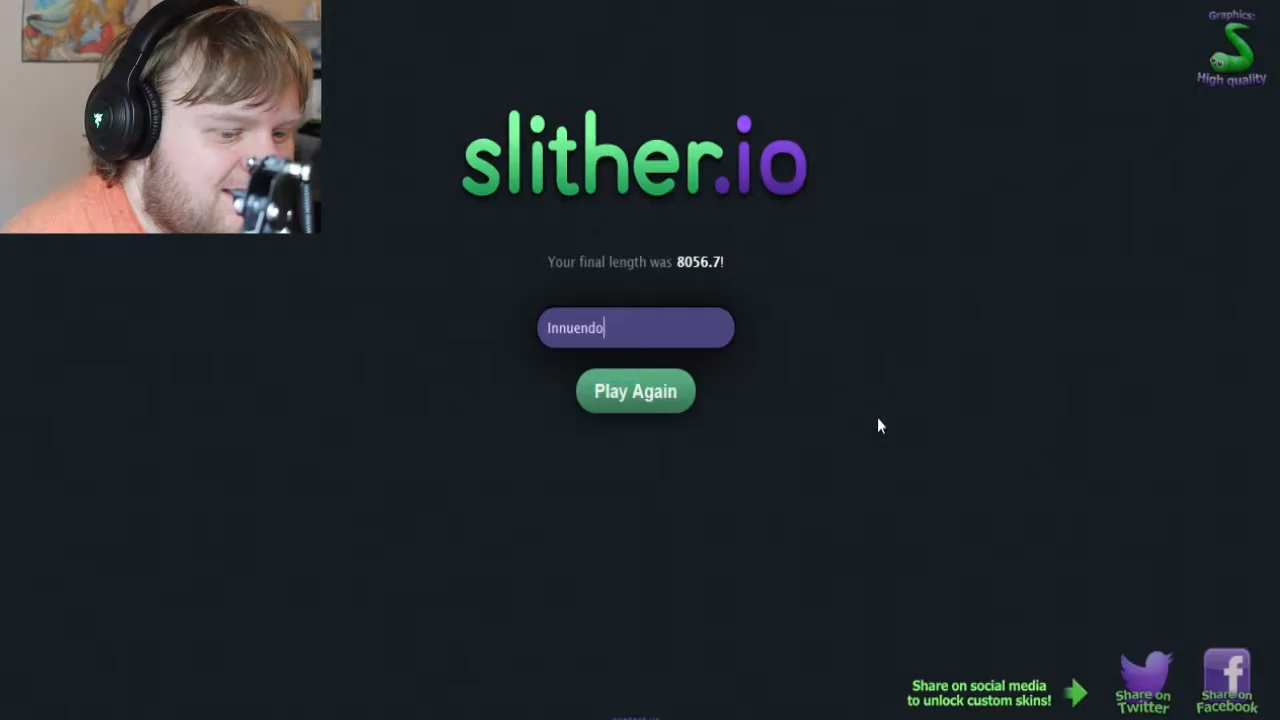 Graphics:
High quality
slither.io
Your final length was 8056.7!
Innuendo
Play Again
Share on social media
to unlock custom skins!
Share on
Twitter
Share on
Facebook